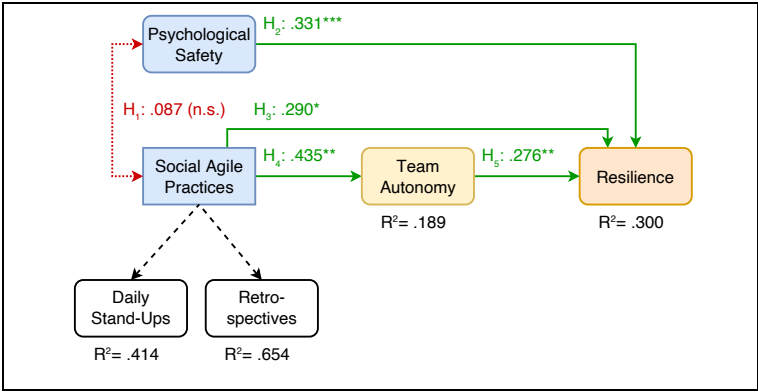 H₂: .331***
Psychological
Safety
H₁: .087 (n.s.)
H₃: .290*
Social Agile
Practices
H₄: .435**
Team
Autonomy
H₅: .276**
Resilience
R²= .189
R²= .300
Daily
Stand-Ups
Retro-
spectives
R²= .414
R²= .654